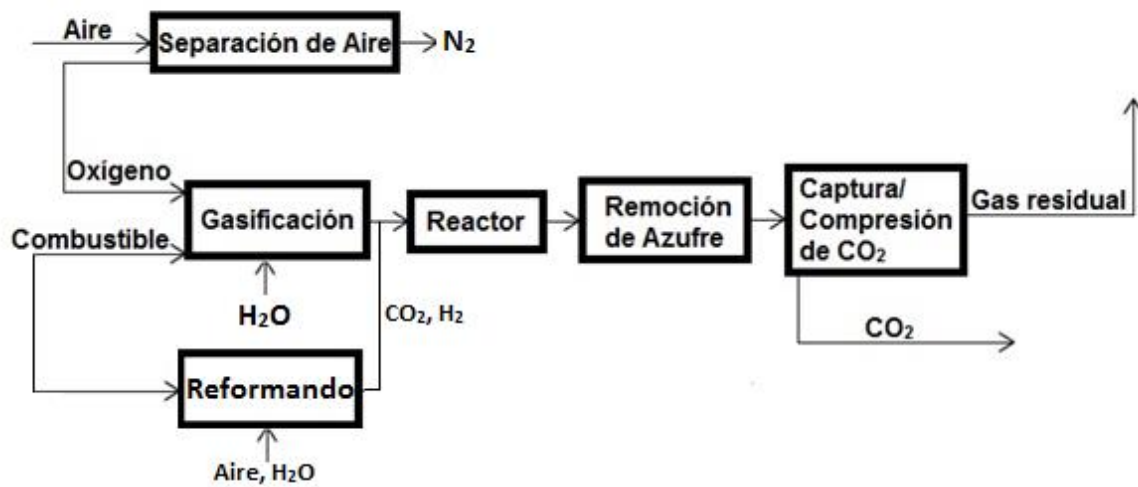 Aire
Separación de Aire
N₂
Oxígeno
Combustible
Gasificación
H₂O
Reactor
Remoción
de Azufre
Captura/
Compresión
de CO₂
Gas residual
CO₂
CO₂, H₂
Reformando
Aire, H₂O